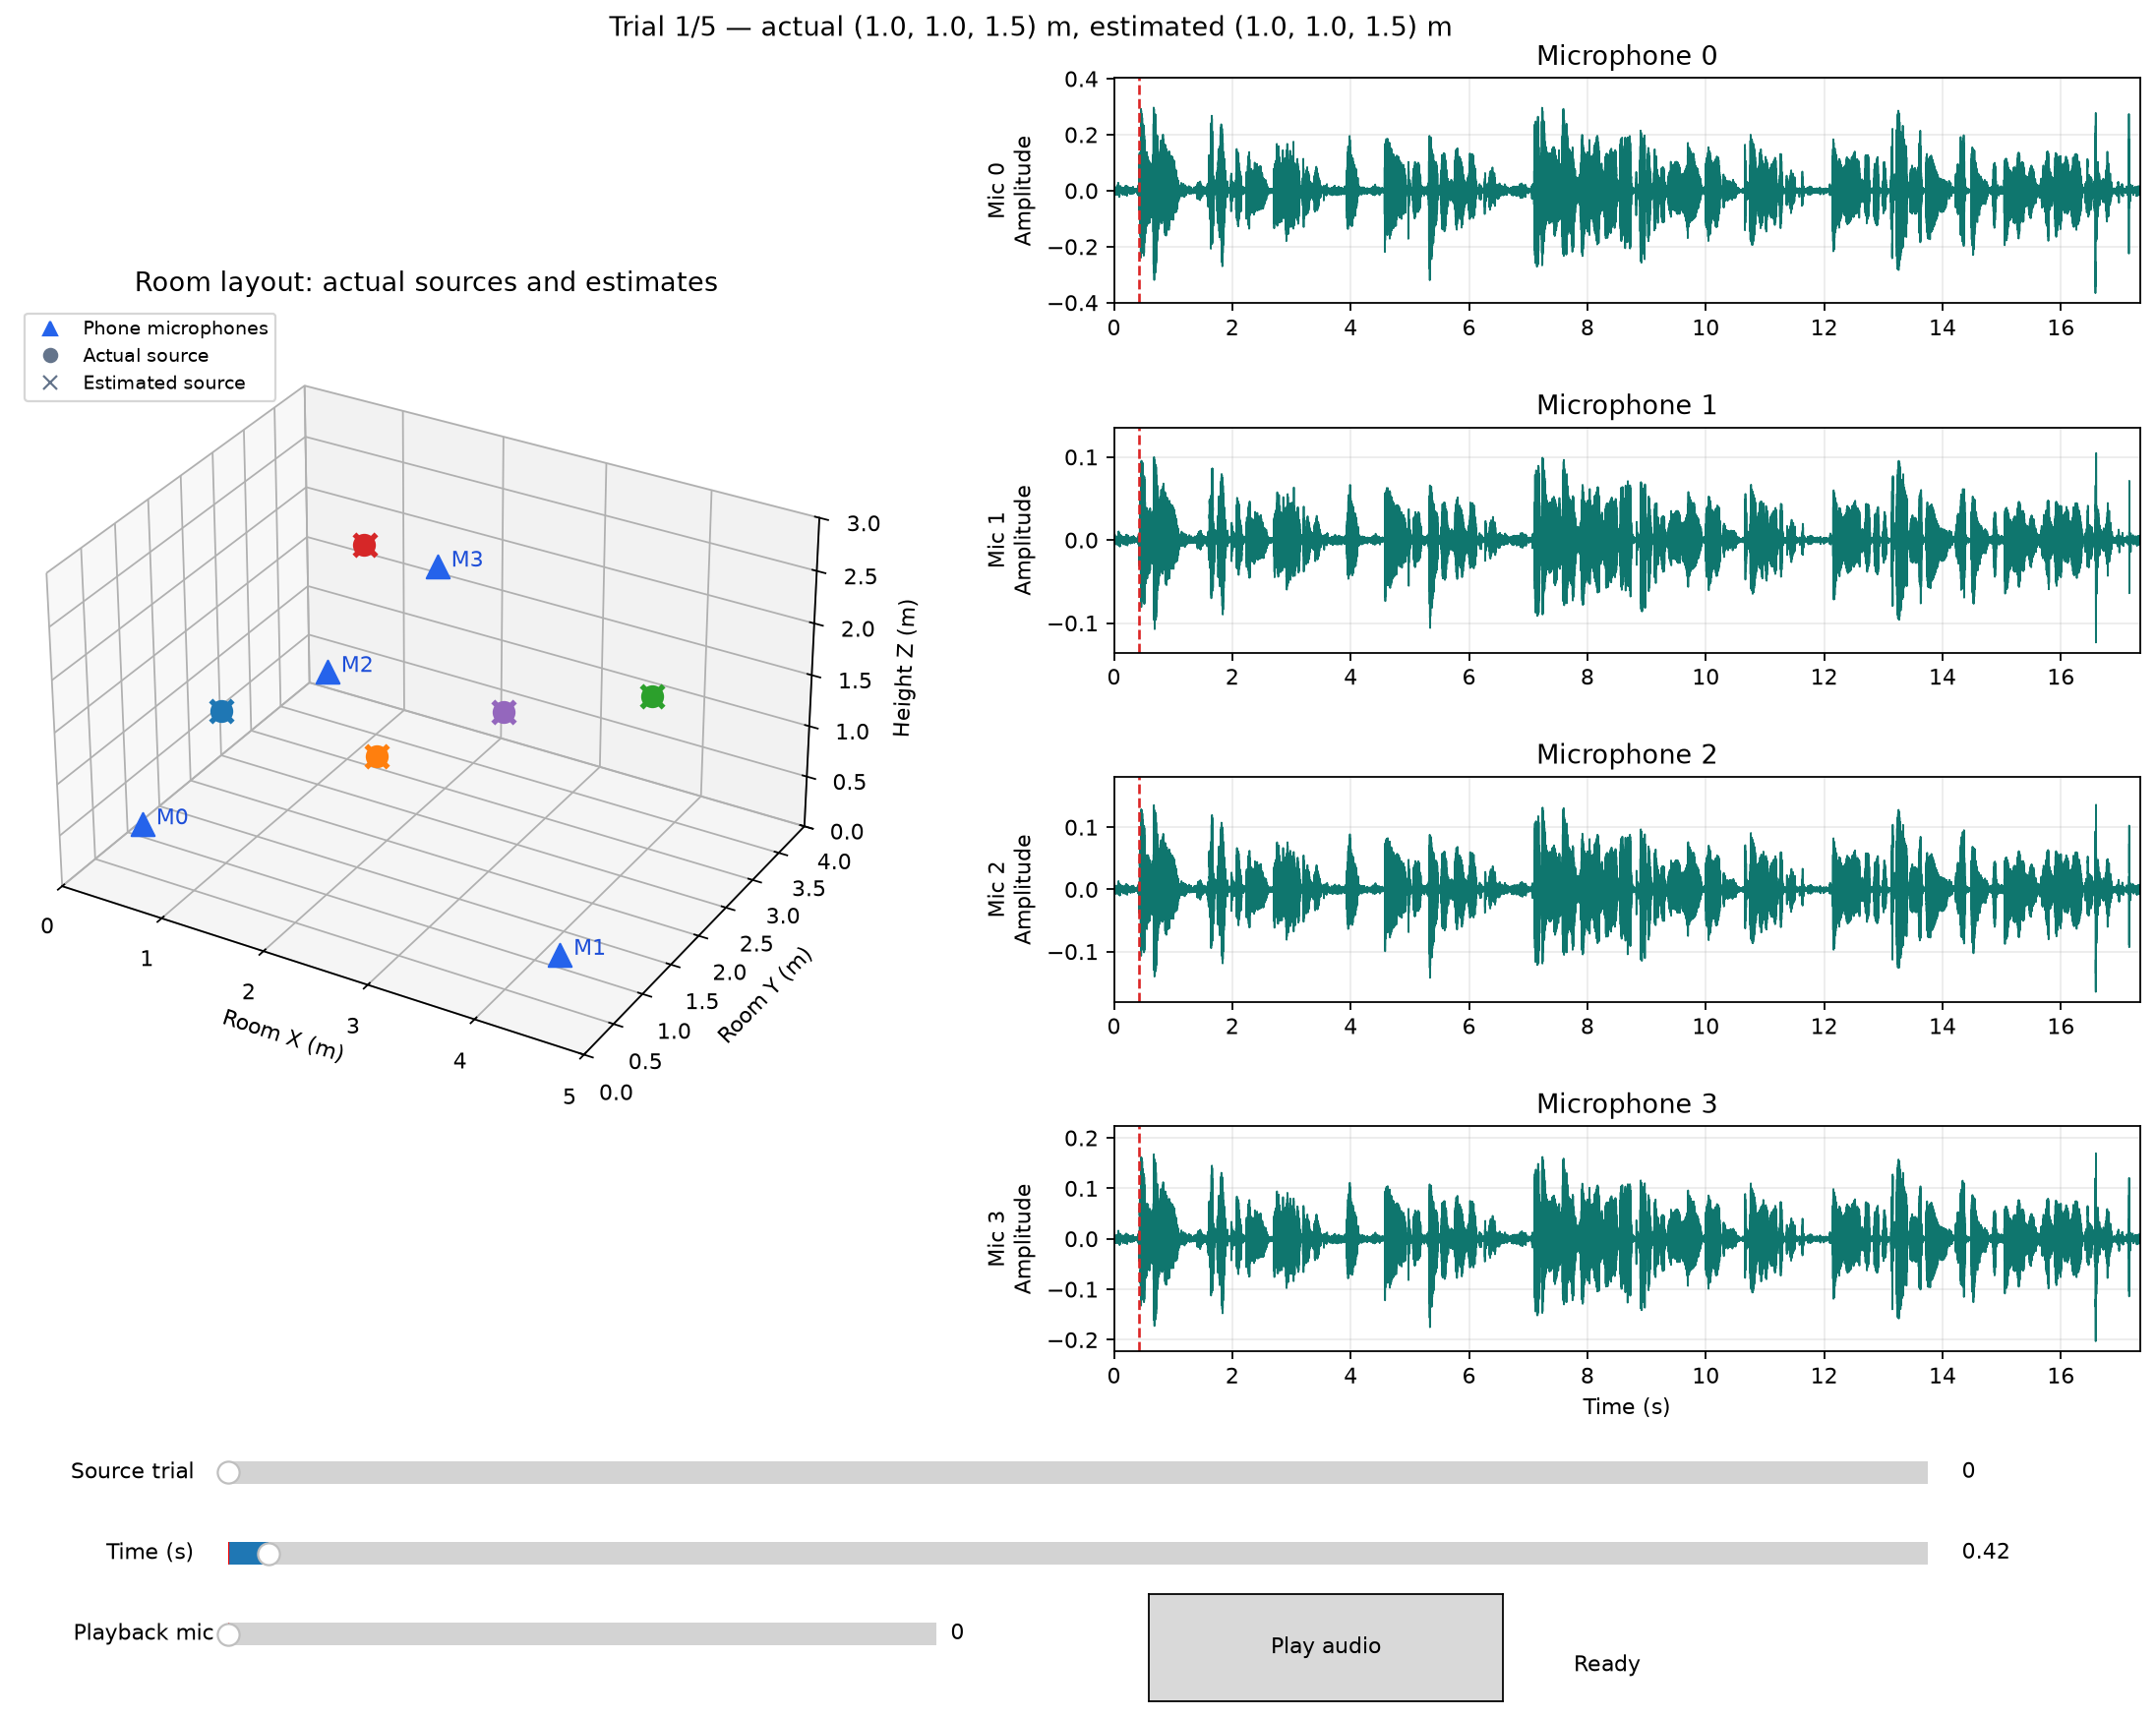 Trial 1/5 — actual (1.0, 1.0, 1.5) m, estimated (1.0, 1.0, 1.5) m
Room layout: actual sources and estimates
Phone microphones
Actual source
Estimated source
M3
M2
M0
M1
0
1
2
3
4
5
Room X (m)
0.0
0.5
1.0
1.5
2.0
2.5
3.0
3.5
4.0
Room Y (m)
0.0
0.5
1.0
1.5
2.0
2.5
3.0
Height Z (m)
Microphone 0
Mic 0
Amplitude
0.4
0.2
0.0
−0.2
−0.4
0 2 4 6 8 10 12 14 16
Microphone 1
Mic 1
Amplitude
0.1
0.0
−0.1
0 2 4 6 8 10 12 14 16
Microphone 2
Mic 2
Amplitude
0.1
0.0
−0.1
0 2 4 6 8 10 12 14 16
Microphone 3
Mic 3
Amplitude
0.2
0.1
0.0
−0.1
−0.2
0 2 4 6 8 10 12 14 16
Time (s)
Source trial 0
Time (s) 0.42
Playback mic 0
Play audio
Ready